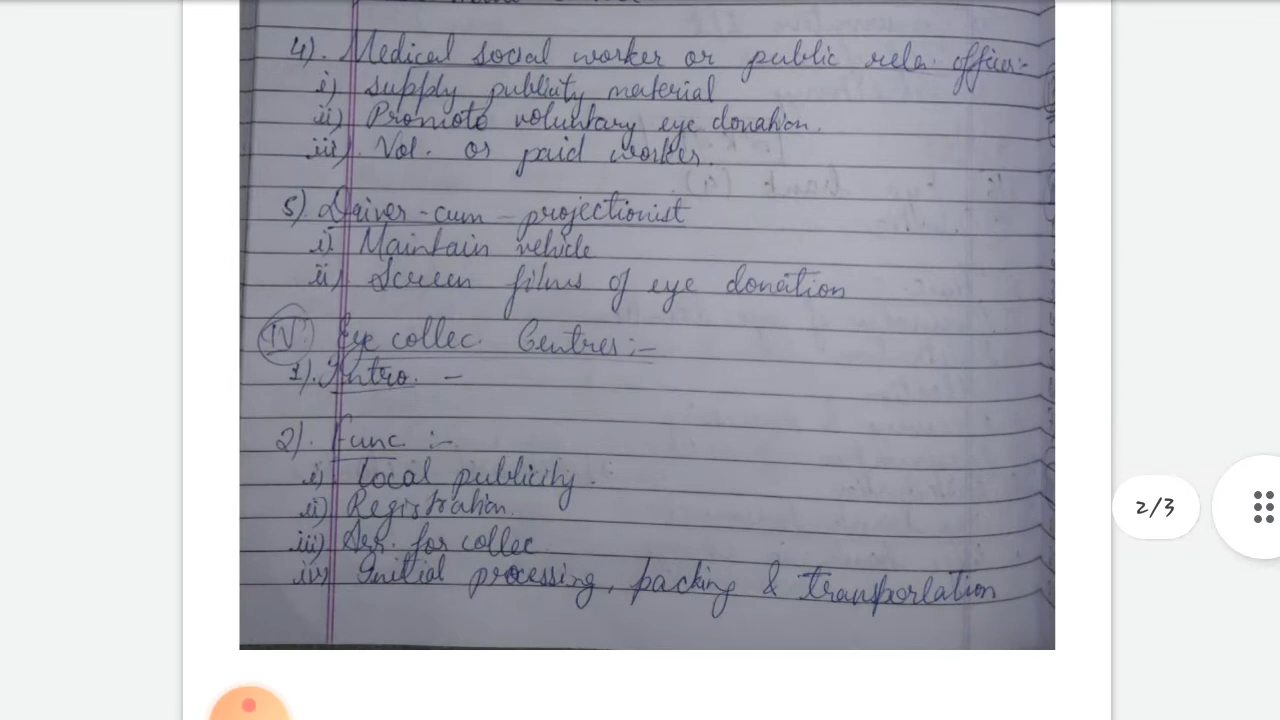 4). Medical social worker or public rela. officer:-
i) supply publicity material
ii) Promote voluntary eye donation.
iii) Vol. or paid worker.
5) Driver-cum-projectionist
i) Maintain vehicle
ii) Screen films of eye donation
IV Eye collec. Centres:-
1). Intro. -
2). Func :-
i) Local publicity.
ii) Registration.
iii) Arr. for collec
iv) Initial processing, packing & transportation
2/3